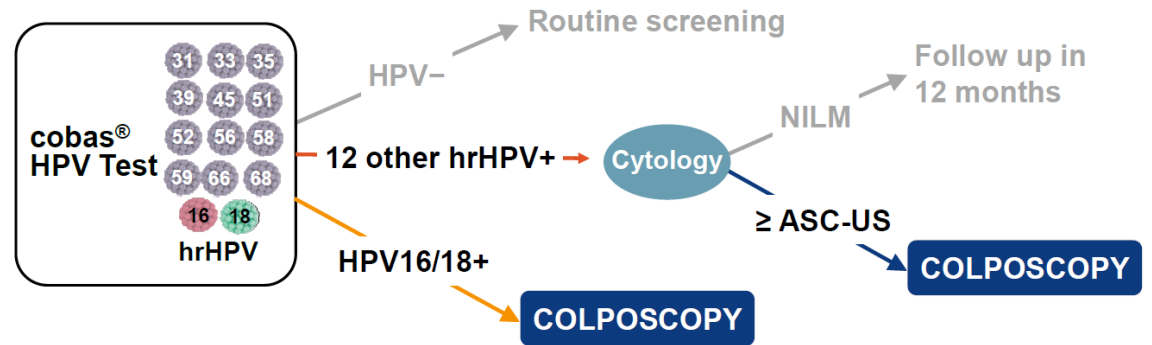 cobas®
HPV Test
31 33 35
39 45 51
52 56 58
59 66 68
16 18
hrHPV
HPV−
Routine screening
12 other hrHPV+
Cytology
NILM
Follow up in
12 months
≥ ASC-US
COLPOSCOPY
HPV16/18+
COLPOSCOPY